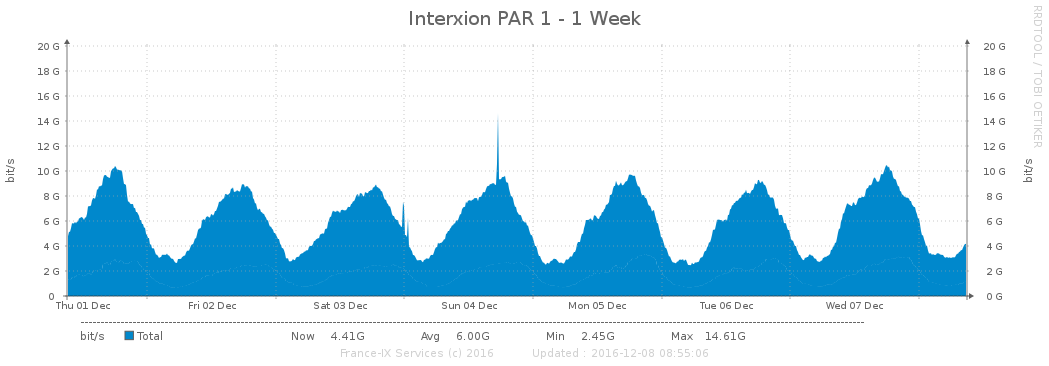 Interxion PAR 1 - 1 Week
RRDTOOL / TOBI OETIKER
bit/s
bit/s
20 G 20 G
18 G 18 G
16 G 16 G
14 G 14 G
12 G 12 G
10 G 10 G
8 G 8 G
6 G 6 G
4 G 4 G
2 G 2 G
0 0 G
Thu 01 Dec Fri 02 Dec Sat 03 Dec Sun 04 Dec Mon 05 Dec Tue 06 Dec Wed 07 Dec
bit/s Total Now 4.41G Avg 6.00G Min 2.45G Max 14.61G
France-IX Services (c) 2016 Updated : 2016-12-08 08:55:06